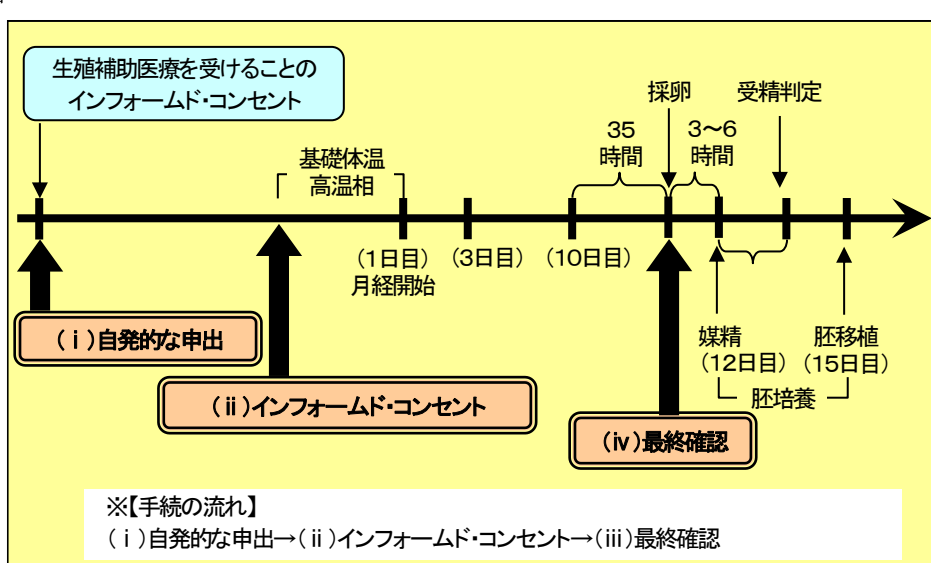 生殖補助医療を受けることの
インフォームド・コンセント
採卵
受精判定
35
時間
3～6
時間
基礎体温
高温相
(1日目)
月経開始
(3日目)
(10日目)
(ⅰ)自発的な申出
媒精
(12日目)
胚移植
(15日目)
胚培養
(ⅱ)インフォームド・コンセント
(ⅳ)最終確認
※【手続の流れ】
(ⅰ)自発的な申出→(ⅱ)インフォームド・コンセント→(ⅲ)最終確認